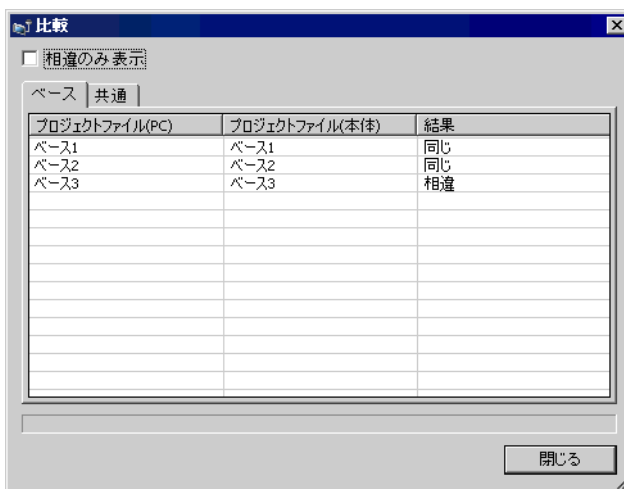 比較
相違のみ表示
ベース 共通
プロジェクトファイル(PC) プロジェクトファイル(本体) 結果
ベース1 ベース1 同じ
ベース2 ベース2 同じ
ベース3 ベース3 相違
閉じる